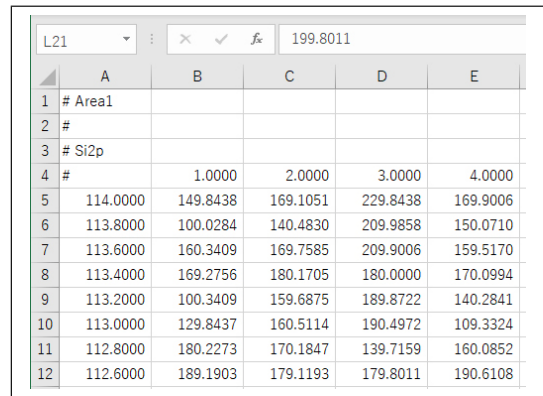 L21 fx 199.8011
A B C D E
1 # Area1
2 #
3 # Si2p
4 # 1.0000 2.0000 3.0000 4.0000
5 114.0000 149.8438 169.1051 229.8438 169.9006
6 113.8000 100.0284 140.4830 209.9858 150.0710
7 113.6000 160.3409 169.7585 209.9006 159.5170
8 113.4000 169.2756 180.1705 180.0000 170.0994
9 113.2000 100.3409 159.6875 189.8722 140.2841
10 113.0000 129.8437 160.5114 190.4972 109.3324
11 112.8000 180.2273 170.1847 139.7159 160.0852
12 112.6000 189.1903 179.1193 179.8011 190.6108